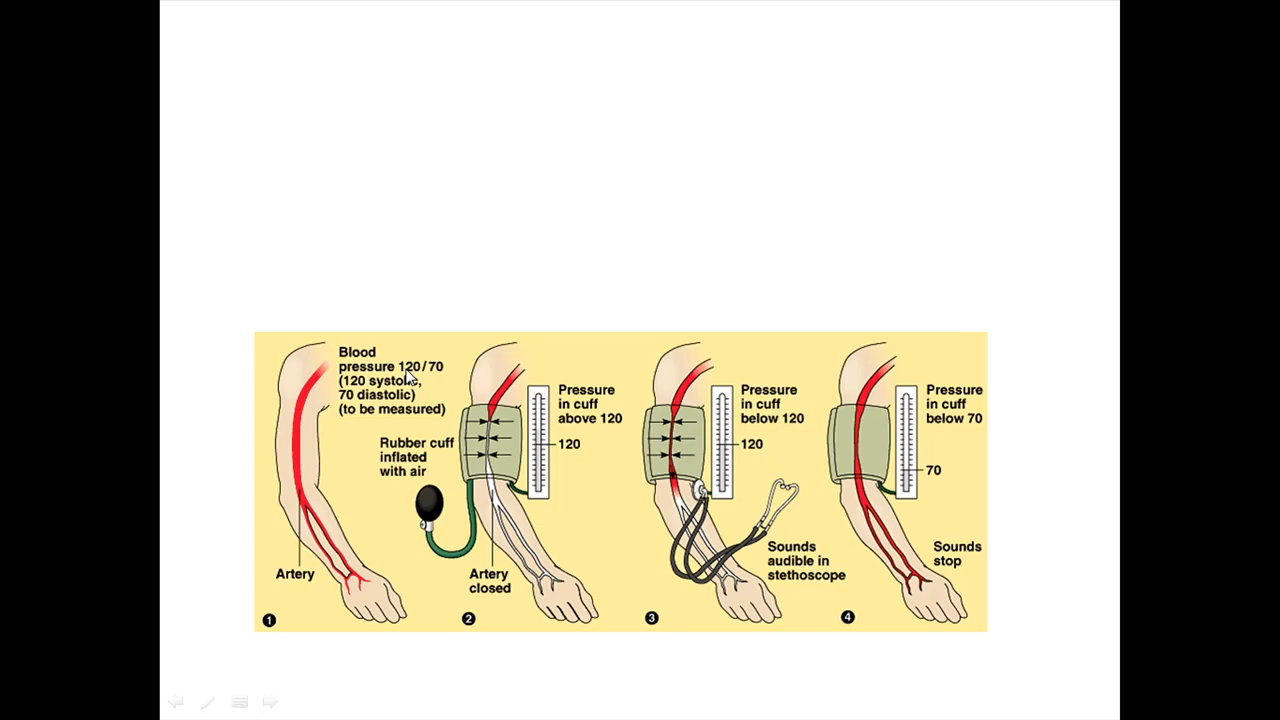 Blood
pressure 120/70
(120 systolic,
70 diastolic)
(to be measured)
Rubber cuff
inflated
with air
Artery
1
Pressure
in cuff
above 120
120
Artery
closed
2
Pressure
in cuff
below 120
120
Sounds
audible in
stethoscope
3
Pressure
in cuff
below 70
70
Sounds
stop
4